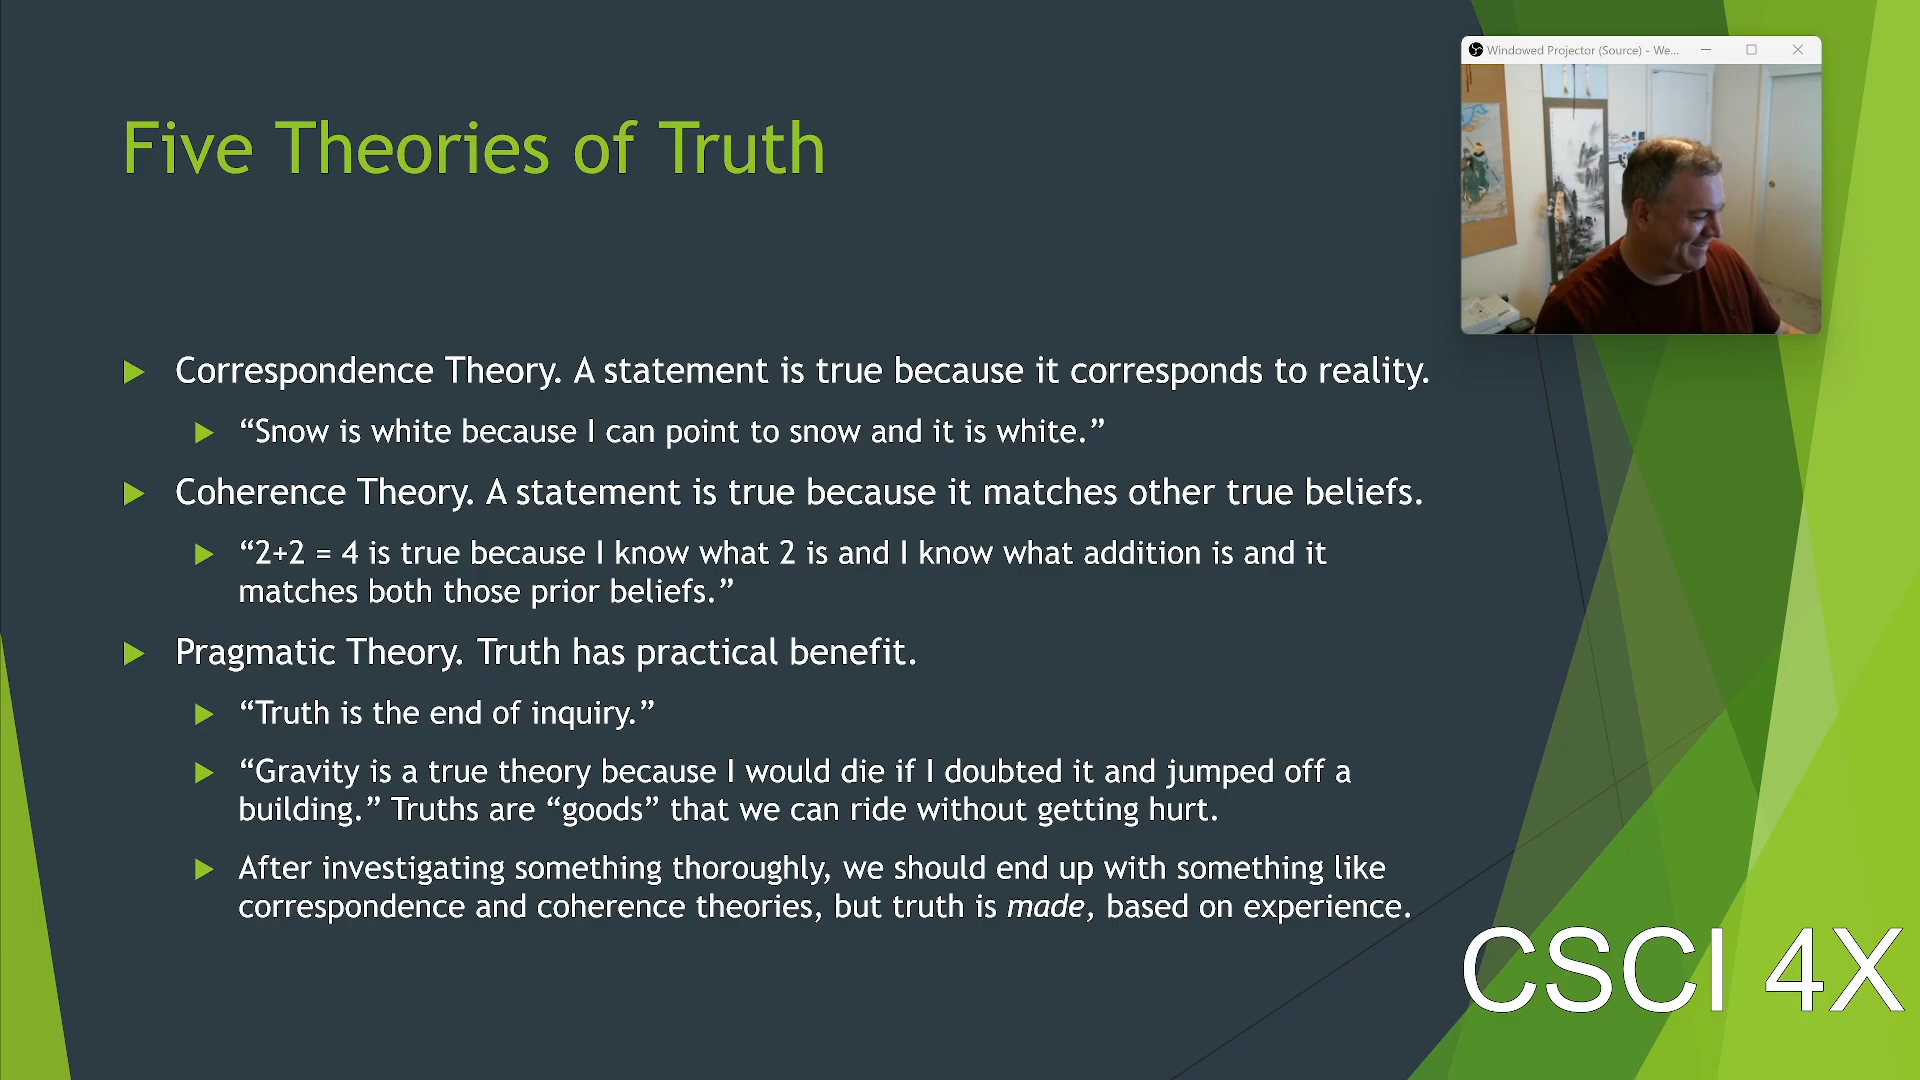 Windowed Projector (Source) - We...
Five Theories of Truth
Correspondence Theory. A statement is true because it corresponds to reality.
“Snow is white because I can point to snow and it is white.”
Coherence Theory. A statement is true because it matches other true beliefs.
“2+2 = 4 is true because I know what 2 is and I know what addition is and it
matches both those prior beliefs.”
Pragmatic Theory. Truth has practical benefit.
“Truth is the end of inquiry.”
“Gravity is a true theory because I would die if I doubted it and jumped off a
building.” Truths are “goods” that we can ride without getting hurt.
After investigating something thoroughly, we should end up with something like
correspondence and coherence theories, but truth is made, based on experience.
CSCI 4X